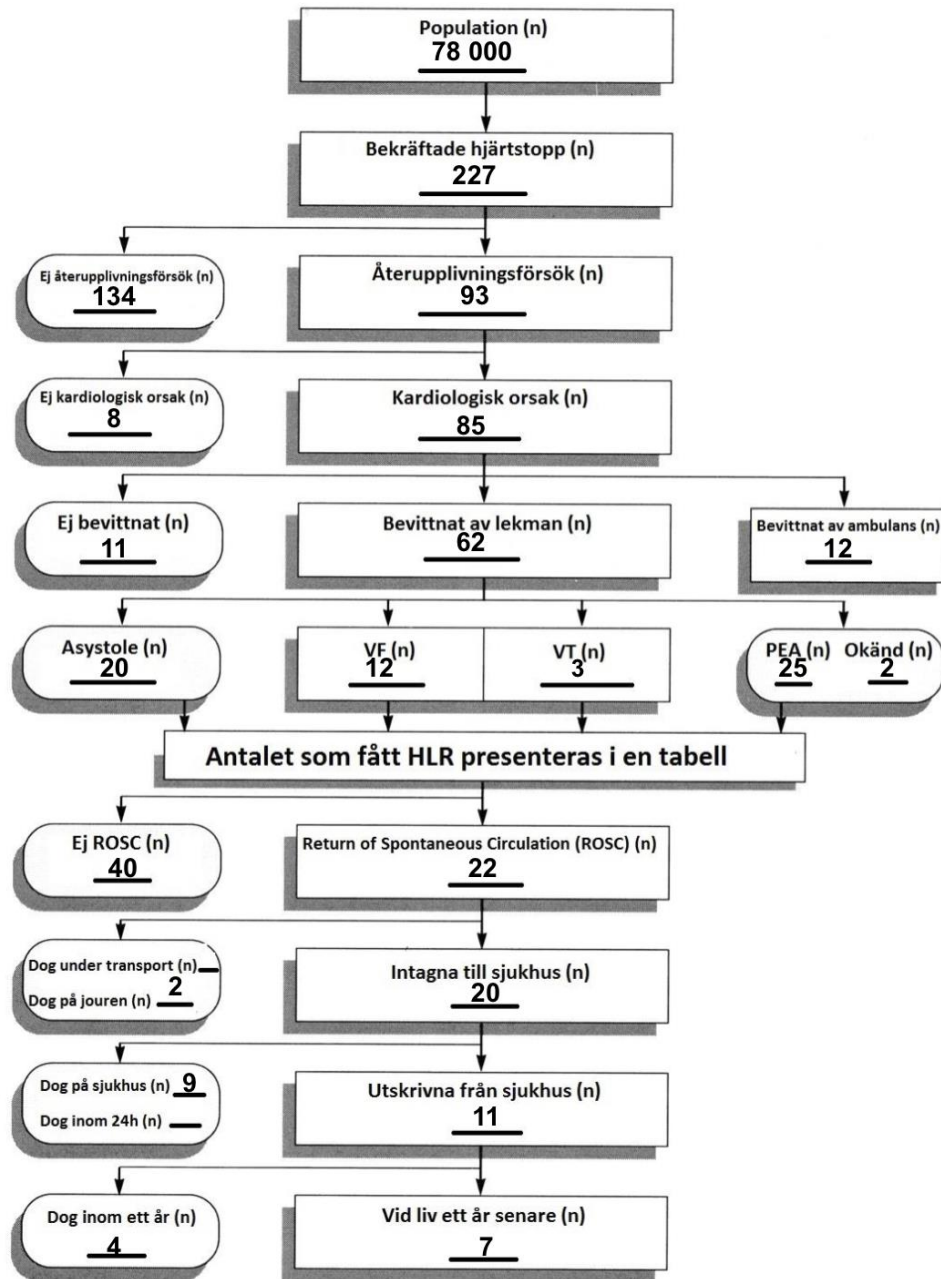 Population (n)
78 000
Bekräftade hjärtstopp (n)
227
Ej återupplivningsförsök (n)
134
Återupplivningsförsök (n)
93
Ej kardiologisk orsak (n)
8
Kardiologisk orsak (n)
85
Ej bevittnat (n)
11
Bevittnat av lekman (n)
62
Bevittnat av ambulans (n)
12
Asystole (n)
20
VF (n)
12
VT (n)
3
PEA (n) Okänd (n)
25 2
Antalet som fått HLR presenteras i en tabell
Ej ROSC (n)
40
Return of Spontaneous Circulation (ROSC) (n)
22
Dog under transport (n)
Dog på jouren (n) 2
Intagna till sjukhus (n)
20
Dog på sjukhus (n) 9
Dog inom 24h (n)
Utskrivna från sjukhus (n)
11
Dog inom ett år (n)
4
Vid liv ett år senare (n)
7